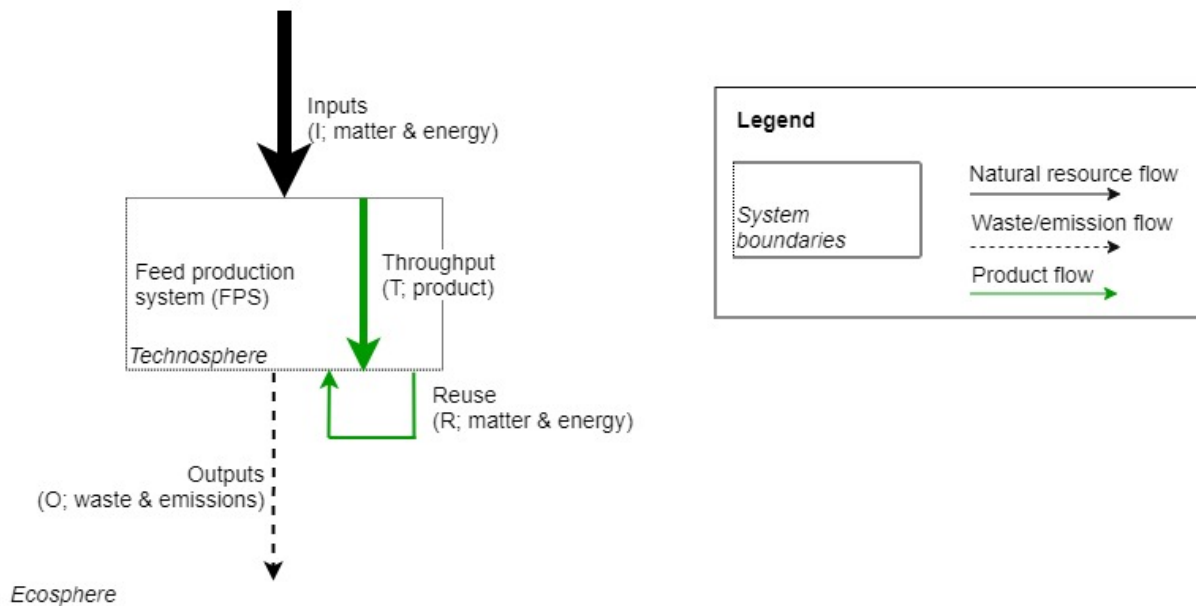 Inputs
(I; matter & energy)
Legend
System
boundaries
Natural resource flow
Waste/emission flow
Product flow
Feed production
system (FPS)
Throughput
(T; product)
Technosphere
Reuse
(R; matter & energy)
Outputs
(O; waste & emissions)
Ecosphere